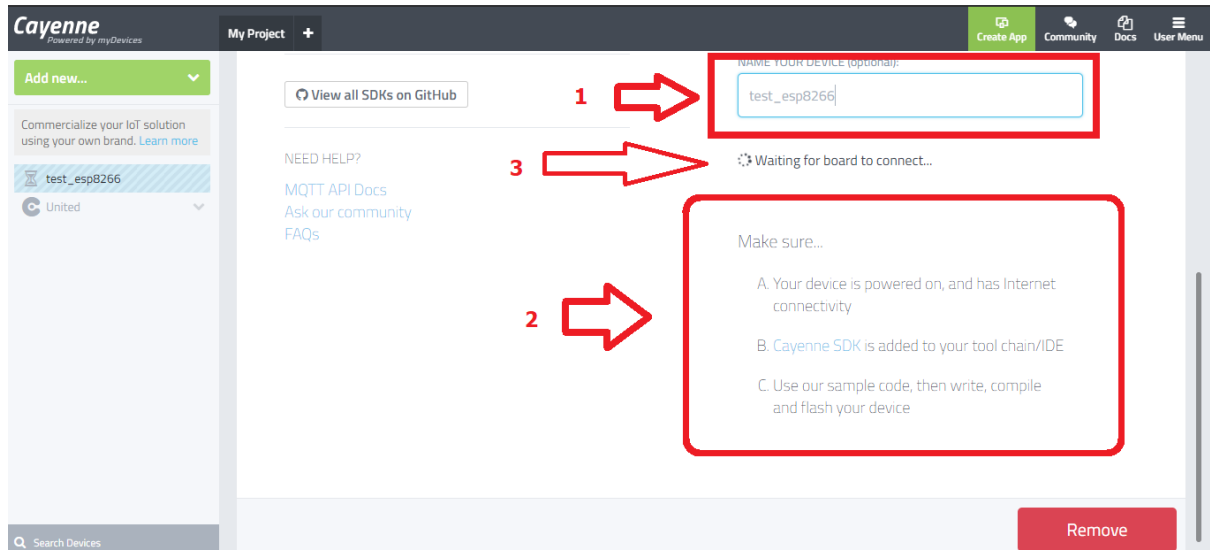 Cayenne
Powered by myDevices
My Project +
Create App
Community
Docs
User Menu
Add new...
Commercialize your IoT solution
using your own brand. Learn more
test_esp8266
United
Search Devices
View all SDKs on GitHub
NEED HELP?
MQTT API Docs
Ask our community
FAQs
1
NAME YOUR DEVICE (optional):
test_esp8266
3
Waiting for board to connect...
2
Make sure...
A. Your device is powered on, and has Internet
connectivity
B. Cayenne SDK is added to your tool chain/IDE
C. Use our sample code, then write, compile
and flash your device
Remove